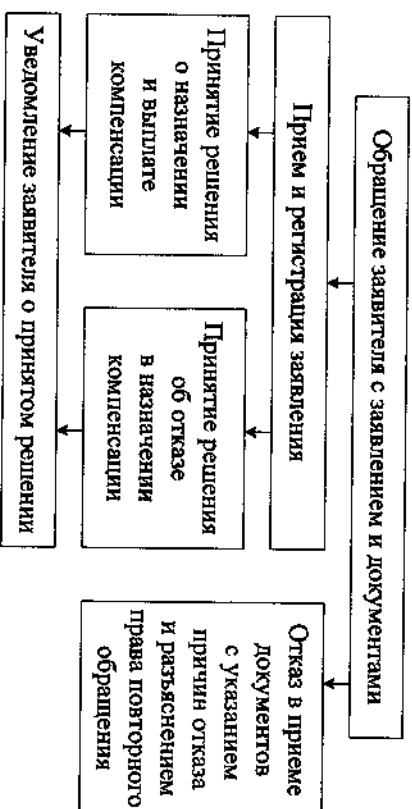 Обращение заявителя с заявлением и документами
Прием и регистрация заявления
Отказ в приеме
документов
с указанием
причин отказа
и разъяснением
права повторного
обращения
Принятие решения
о назначении
и выплате
компенсации
Принятие решения
об отказе
в назначении
компенсации
Уведомление заявителя о принятом решении